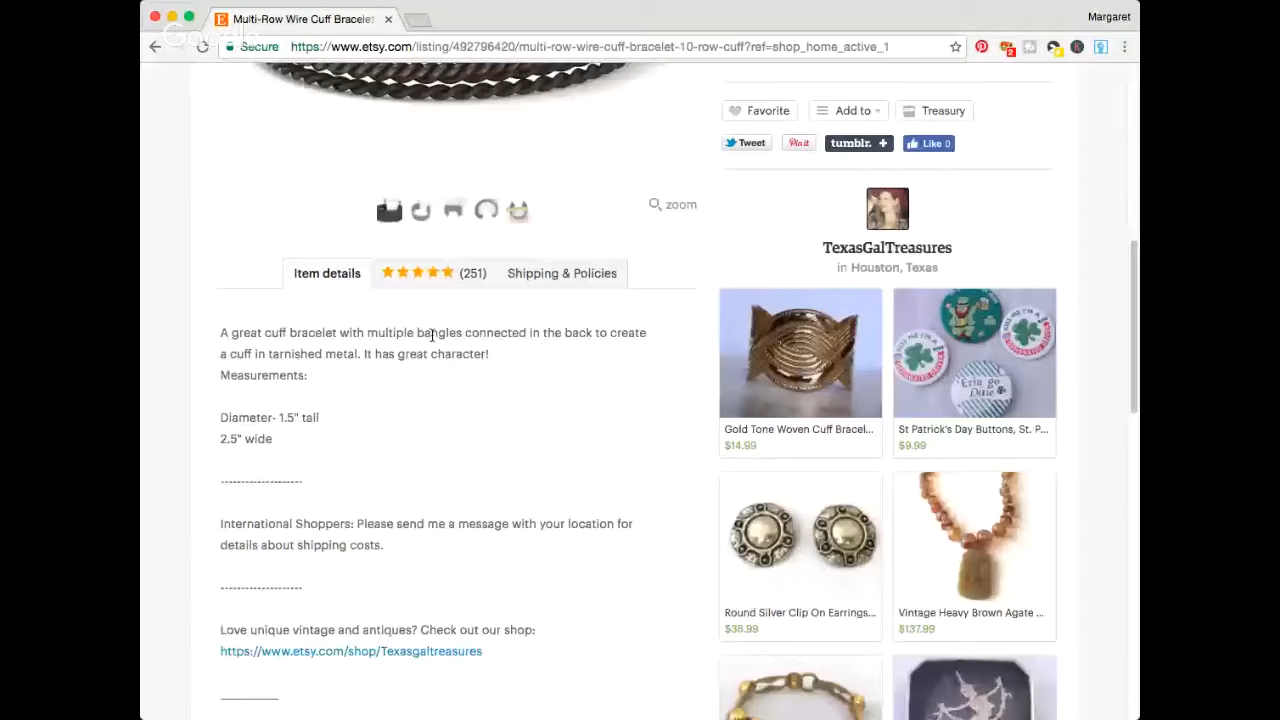 Multi-Row Wire Cuff Bracelet
Margaret
Google
Secure
https://www.etsy.com/listing/492796420/multi-row-wire-cuff-bracelet-10-row-cuff?ref=shop_home_active_1
2
Favorite
Add to
Treasury
Tweet
Pin it
tumblr. +
Like 0
zoom
TexasGalTreasures
in Houston, Texas
Item details
(251)
Shipping & Policies
A great cuff bracelet with multiple bangles connected in the back to create
a cuff in tarnished metal. It has great character!
Measurements:
Diameter- 1.5" tall
2.5" wide
--------------------
International Shoppers: Please send me a message with your location for
details about shipping costs.
--------------------
Love unique vintage and antiques? Check out our shop:
https://www.etsy.com/shop/Texasgaltreasures
Gold Tone Woven Cuff Bracel...
$14.99
KISS ME I'M A
Erin go
St Patrick's Day Buttons, St. P...
$9.99
Round Silver Clip On Earrings...
$38.99
Vintage Heavy Brown Agate ...
$137.99